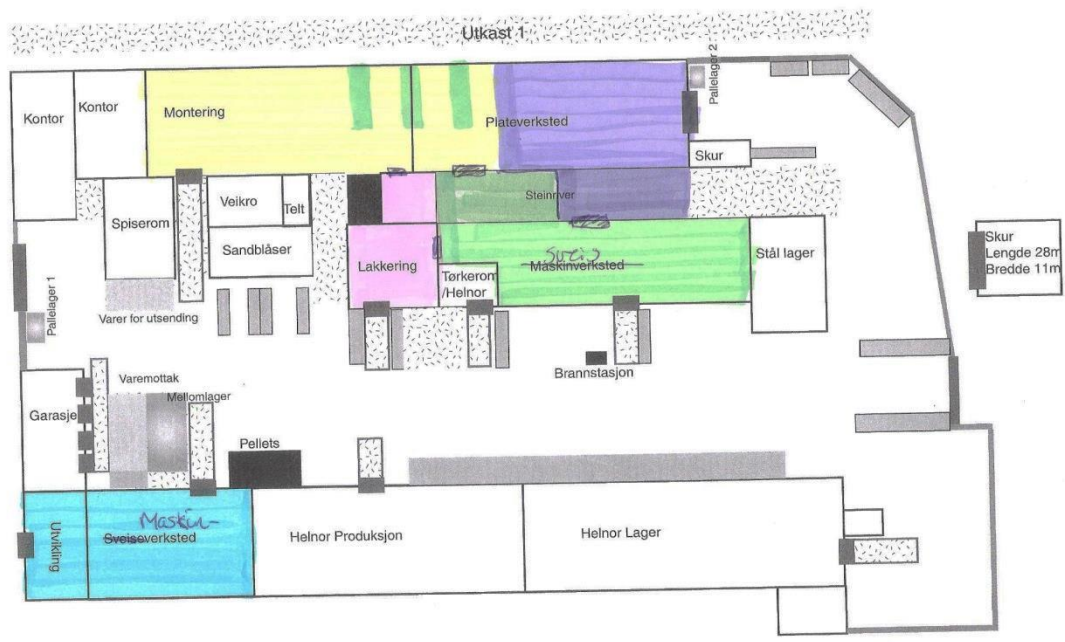 Utkast 1
Pallelager 2
Kontor
Kontor
Montering
Plateverksted
Skur
Steinriver
Spiserom
Veikro
Telt
Sandblåser
Lakkering
Sveis
Maskinverksted
Tørkerom
/Helnor
Stål lager
Skur
Lengde 28m
Bredde 11m
Pallelager 1
Varer for utsending
Brannstasjon
Varemottak
Mellomlager
Garasje
Pellets
Utvikling
Maskin-
Sveiseverksted
Helnor Produksjon
Helnor Lager